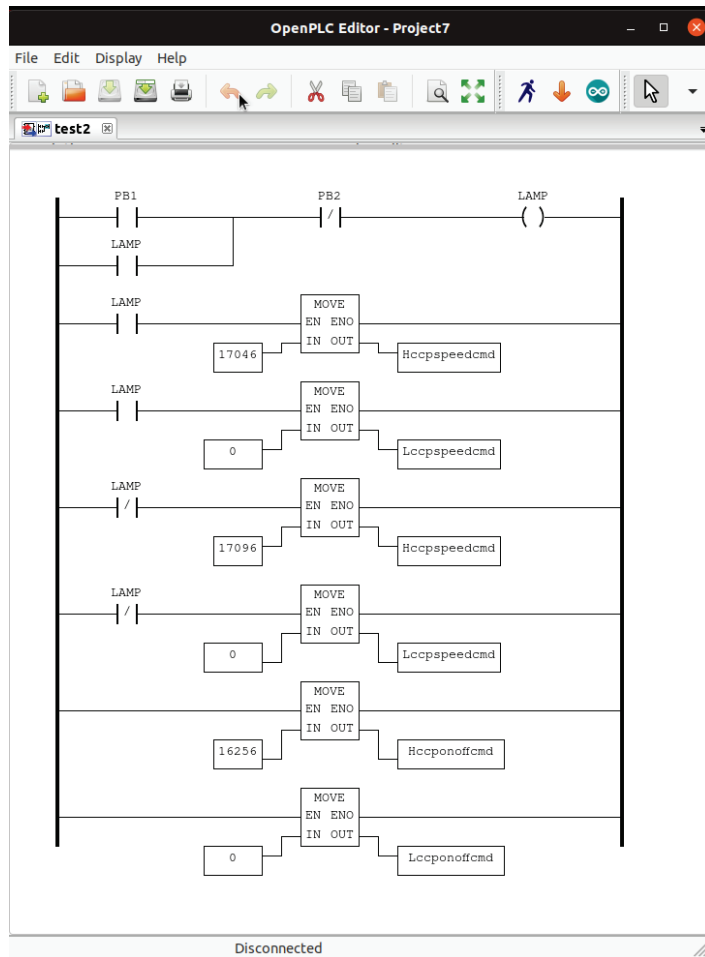 OpenPLC Editor - Project7
File Edit Display Help
test2
PB1 PB2 LAMP
LAMP
LAMP MOVE
EN ENO
IN OUT
17046 Hccpspeedcmd
LAMP MOVE
EN ENO
IN OUT
0 Lccpspeedcmd
LAMP MOVE
EN ENO
IN OUT
17096 Hccpspeedcmd
LAMP MOVE
EN ENO
IN OUT
0 Lccpspeedcmd
MOVE
EN ENO
IN OUT
16256 Hccponoffcmd
MOVE
EN ENO
IN OUT
0 Lccponoffcmd
Disconnected